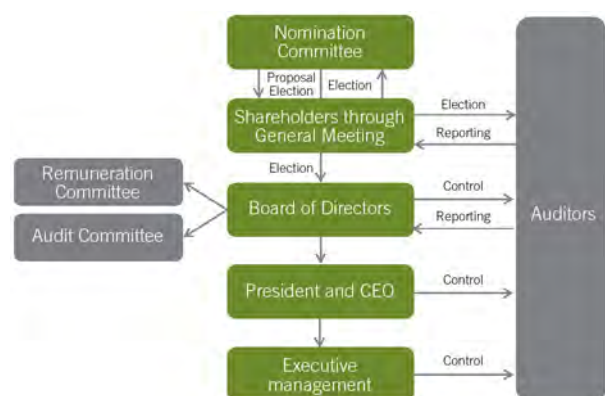 Nomination
Committee
Proposal
Election
Election
Shareholders through
General Meeting
Election
Reporting
Election
Remuneration
Committee
Audit Committee
Board of Directors
Control
Reporting
Auditors
President and CEO
Control
Executive
management
Control